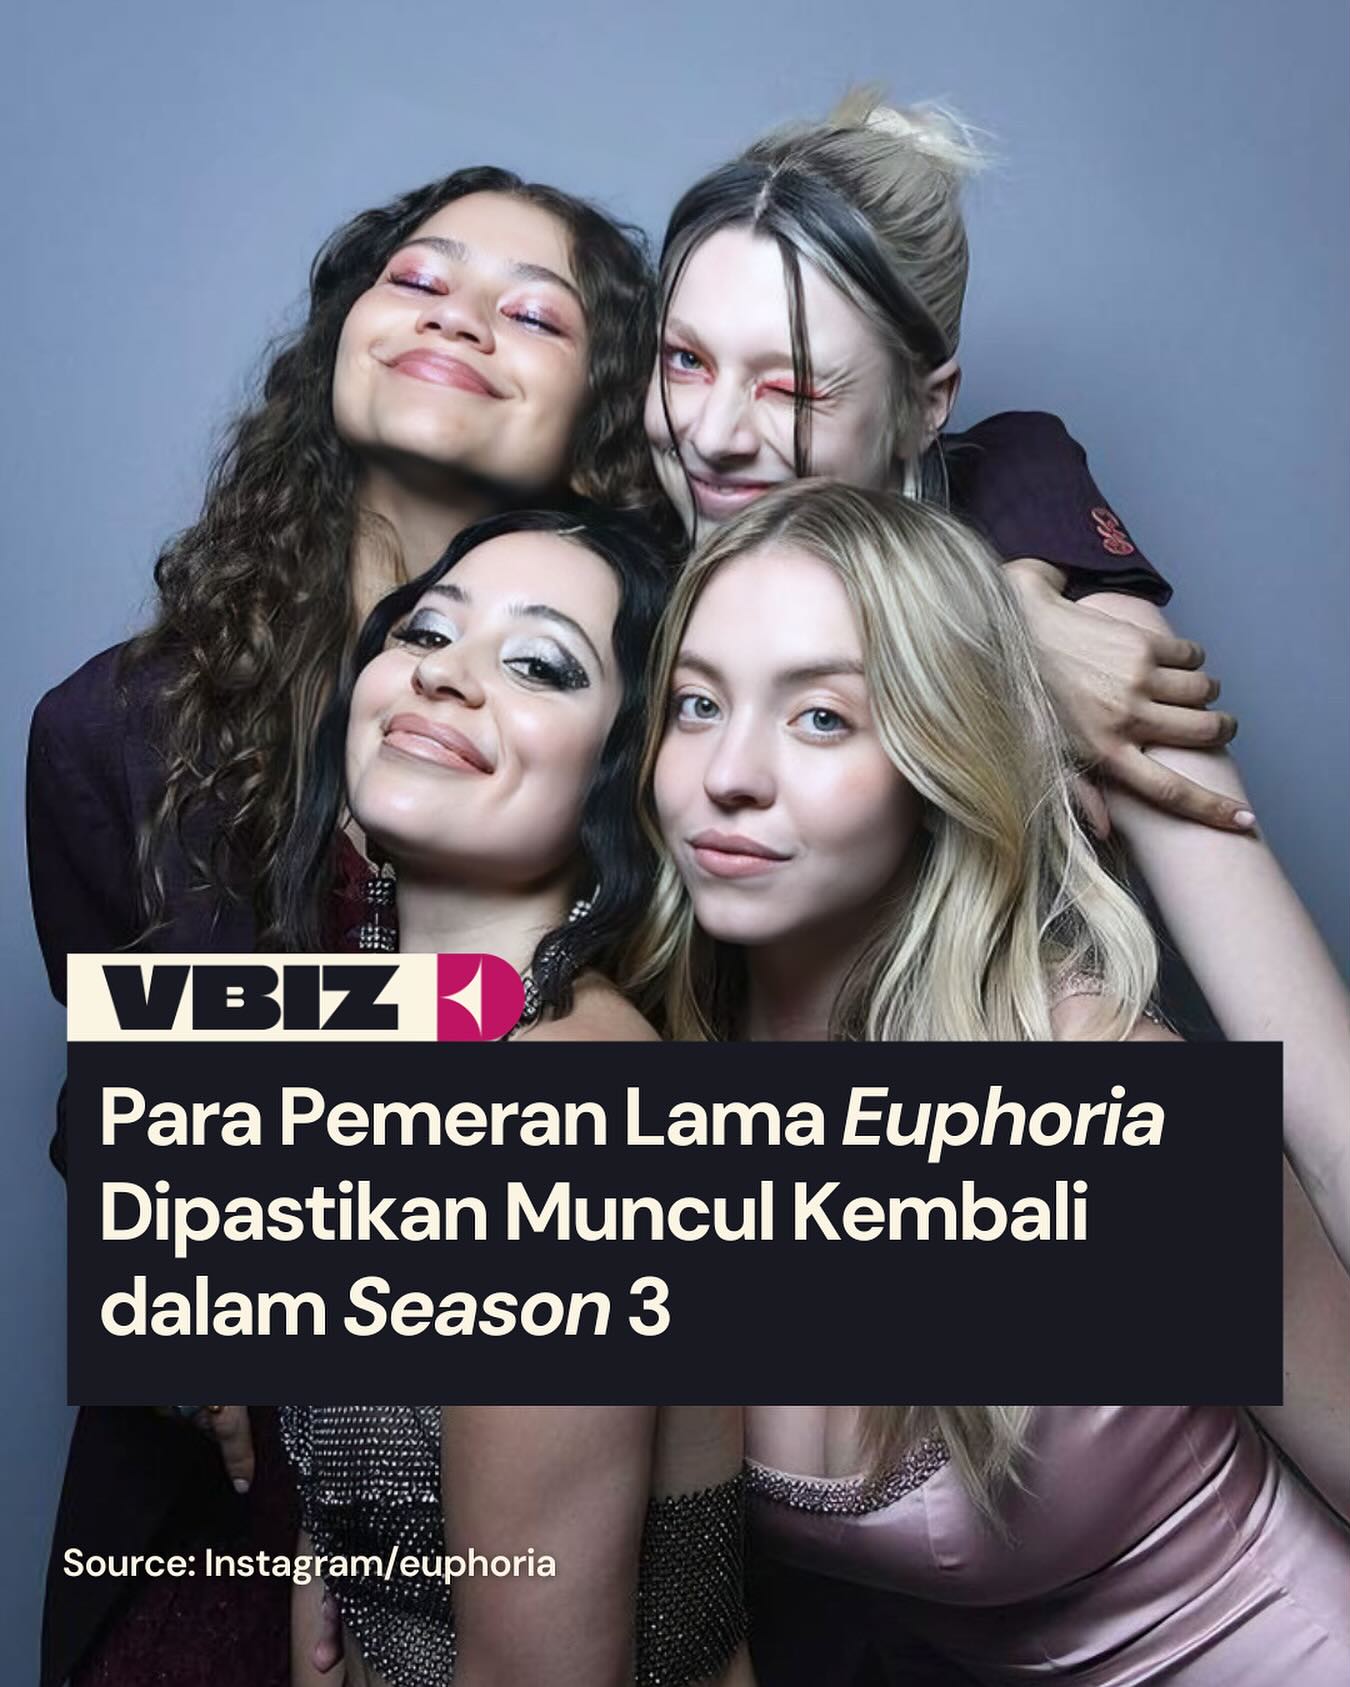 VBIZ
Para Pemeran Lama Euphoria
Dipastikan Muncul Kembali
dalam Season 3
Source: Instagram/euphoria